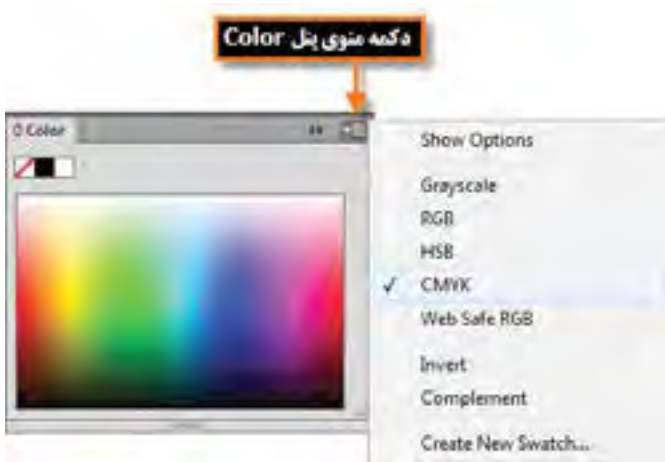 دکمه منوی پنل Color
Color
Show Options
Grayscale
RGB
HSB
CMYK
Web Safe RGB
Invert
Complement
Create New Swatch...